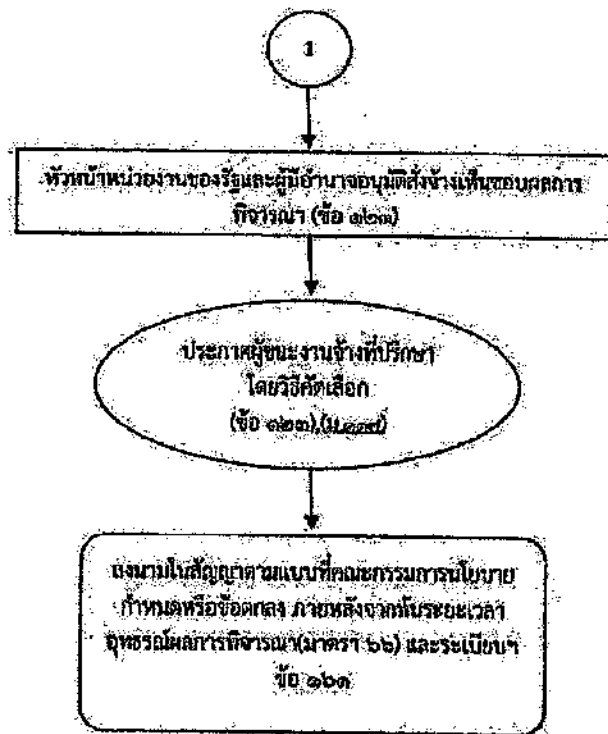 1
หัวหน้าหน่วยงานของรัฐและผู้มีอำนาจอนุมัติสั่งจ้างเห็นชอบผลการ
พิจารณา (ข้อ ๑๒๓)
ประกาศผู้ชนะงานจ้างที่ปรึกษา
โดยวิธีคัดเลือก
(ข้อ ๑๒๓),
ลงนามในสัญญาตามแบบที่คณะกรรมการนโยบาย
กำหนดหรือข้อตกลง ภายหลังจากพ้นระยะเวลา
อุทธรณ์ผลการพิจารณา(มาตรา ๖๖) และระเบียบฯ
ข้อ ๑๖๑